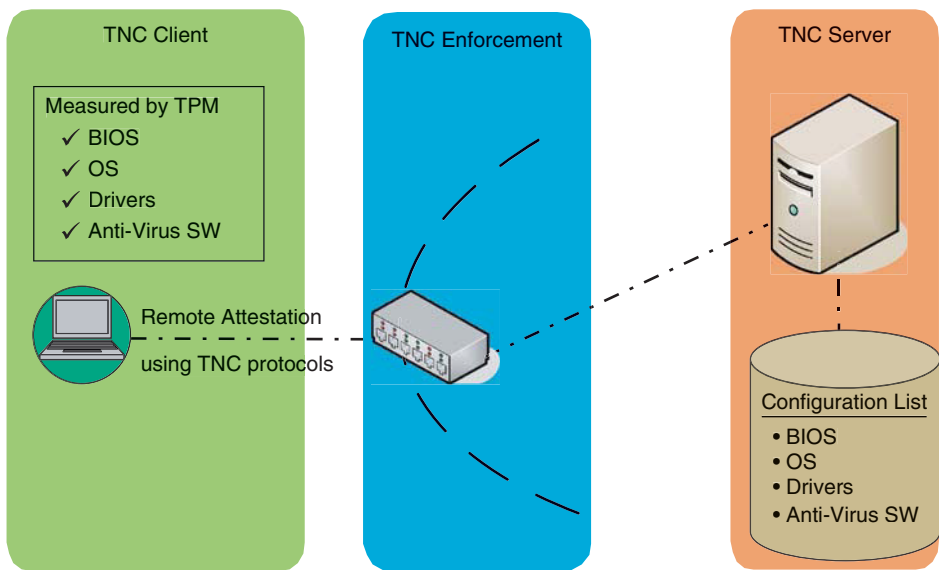 TNC Client
Measured by TPM
✓ BIOS
✓ OS
✓ Drivers
✓ Anti-Virus SW
Remote Attestation
using TNC protocols
TNC Enforcement
TNC Server
Configuration List
• BIOS
• OS
• Drivers
• Anti-Virus SW